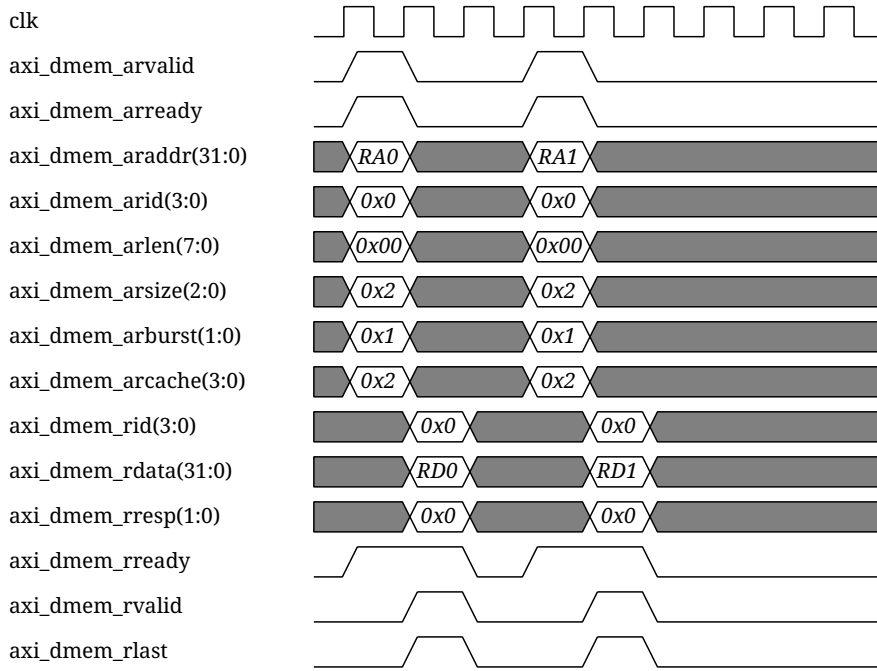 clk
axi_dmem_arvalid
axi_dmem_arready
axi_dmem_araddr(31:0) RA0 RA1
axi_dmem_arid(3:0) 0x0 0x0
axi_dmem_arlen(7:0) 0x00 0x00
axi_dmem_arsize(2:0) 0x2 0x2
axi_dmem_arburst(1:0) 0x1 0x1
axi_dmem_arcache(3:0) 0x2 0x2
axi_dmem_rid(3:0) 0x0 0x0
axi_dmem_rdata(31:0) RD0 RD1
axi_dmem_rresp(1:0) 0x0 0x0
axi_dmem_rready
axi_dmem_rvalid
axi_dmem_rlast